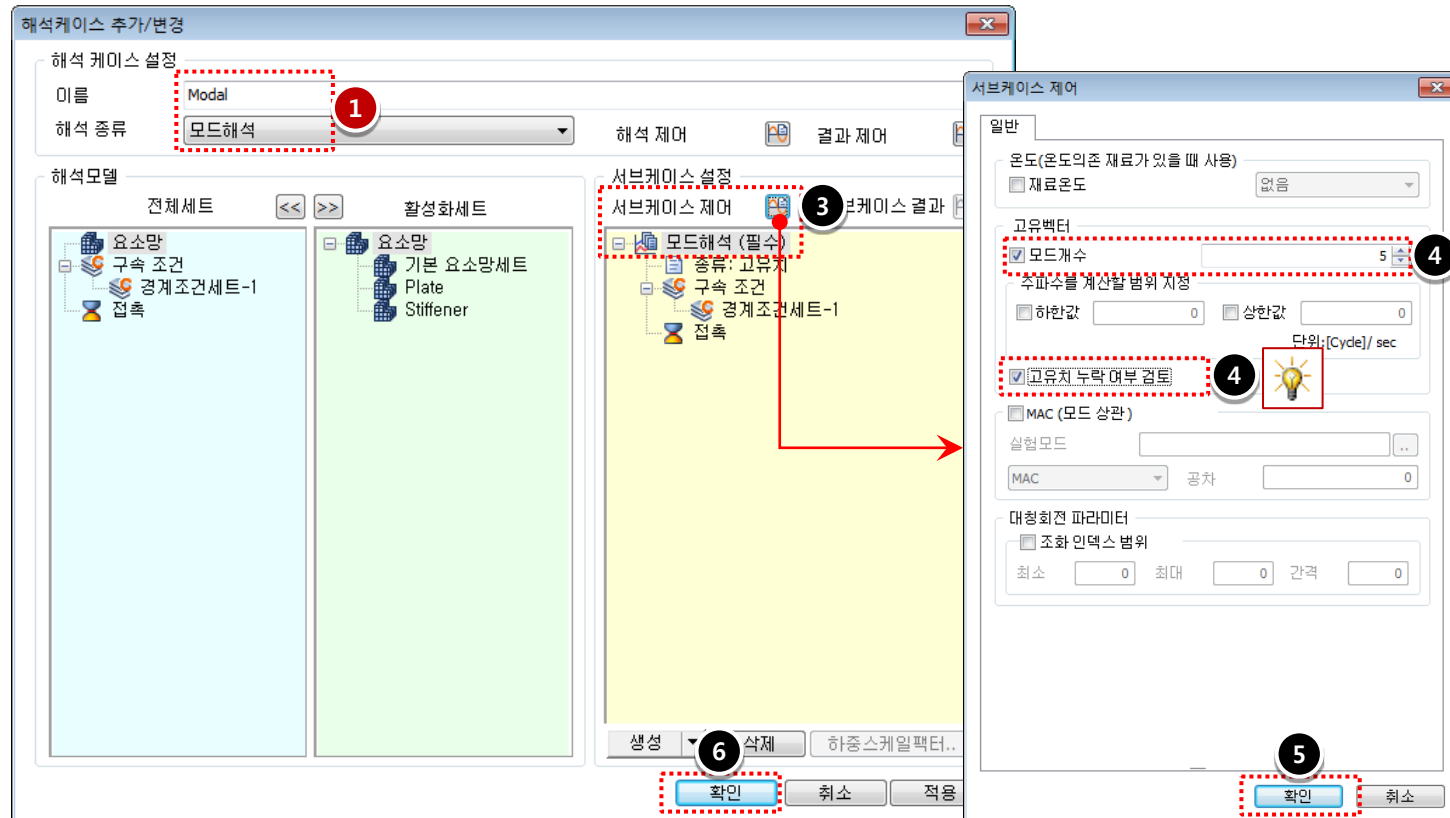 해석케이스 추가/변경
해석 케이스 설정
이름 Modal
1
해석 종류 모드해석
해석 제어 결과 제어
해석모델
전체세트 << >> 활성화세트
요소망
구속 조건
경계조건세트-1
접촉
요소망
기본 요소망세트
Plate
Stiffener
서브케이스 설정
서브케이스 제어 3 브케이스 결과
모드해석 (필수)
종류: 고유치
구속 조건
경계조건세트-1
접촉
생성 삭제 하중스케일팩터..
6
확인 취소 적용
서브케이스 제어
일반
온도(온도의존 재료가 있을 때 사용)
재료온도 없음
고유벡터
모드개수 5 4
주파수를 계산할 범위 지정
하한값 0 상한값 0
단위:[Cycle]/ sec
고유치 누락 여부 검토 4
MAC (모드 상관)
실험모드 ..
MAC 공차 0
대칭회전 파라미터
조화 인덱스 범위
최소 0 최대 0 간격 0
5
확인 취소